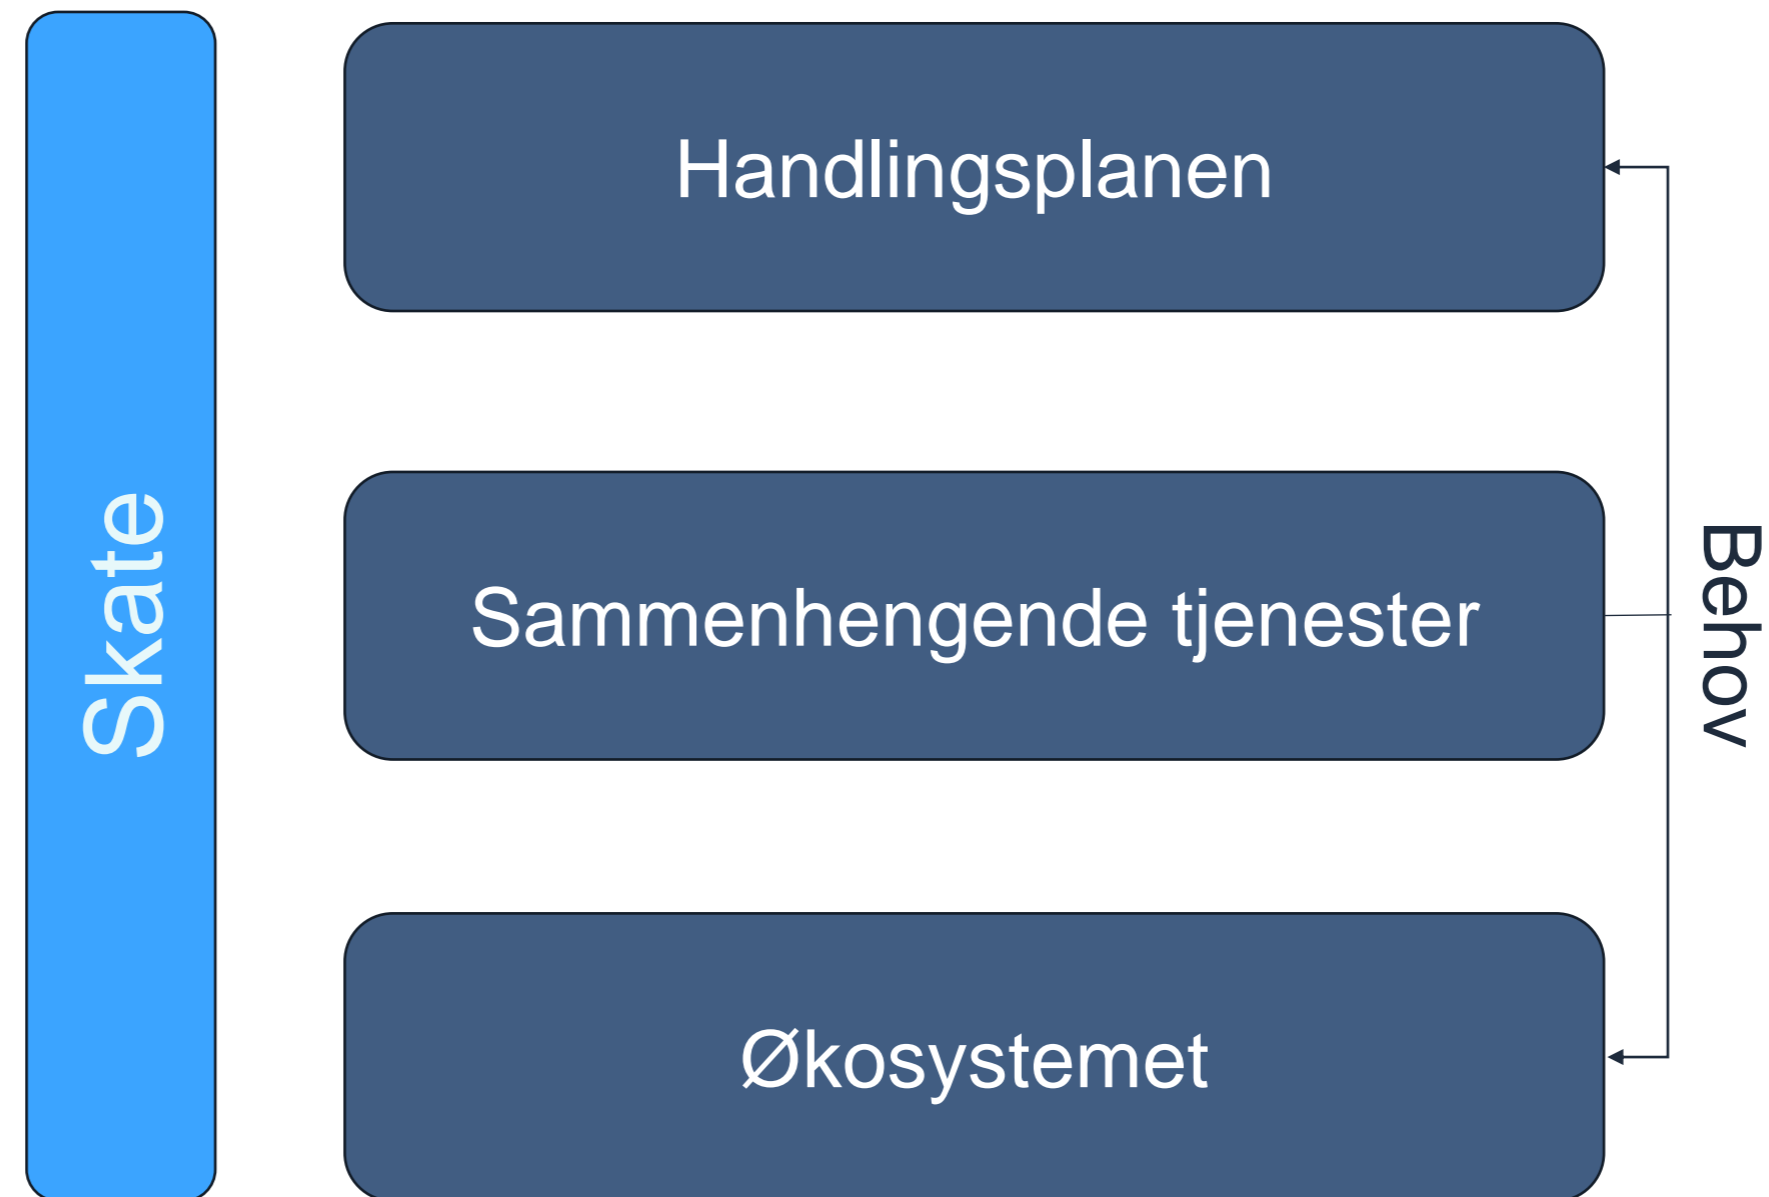 Skate
Handlingsplanen
Sammenhengende tjenester
Økosystemet
Behov